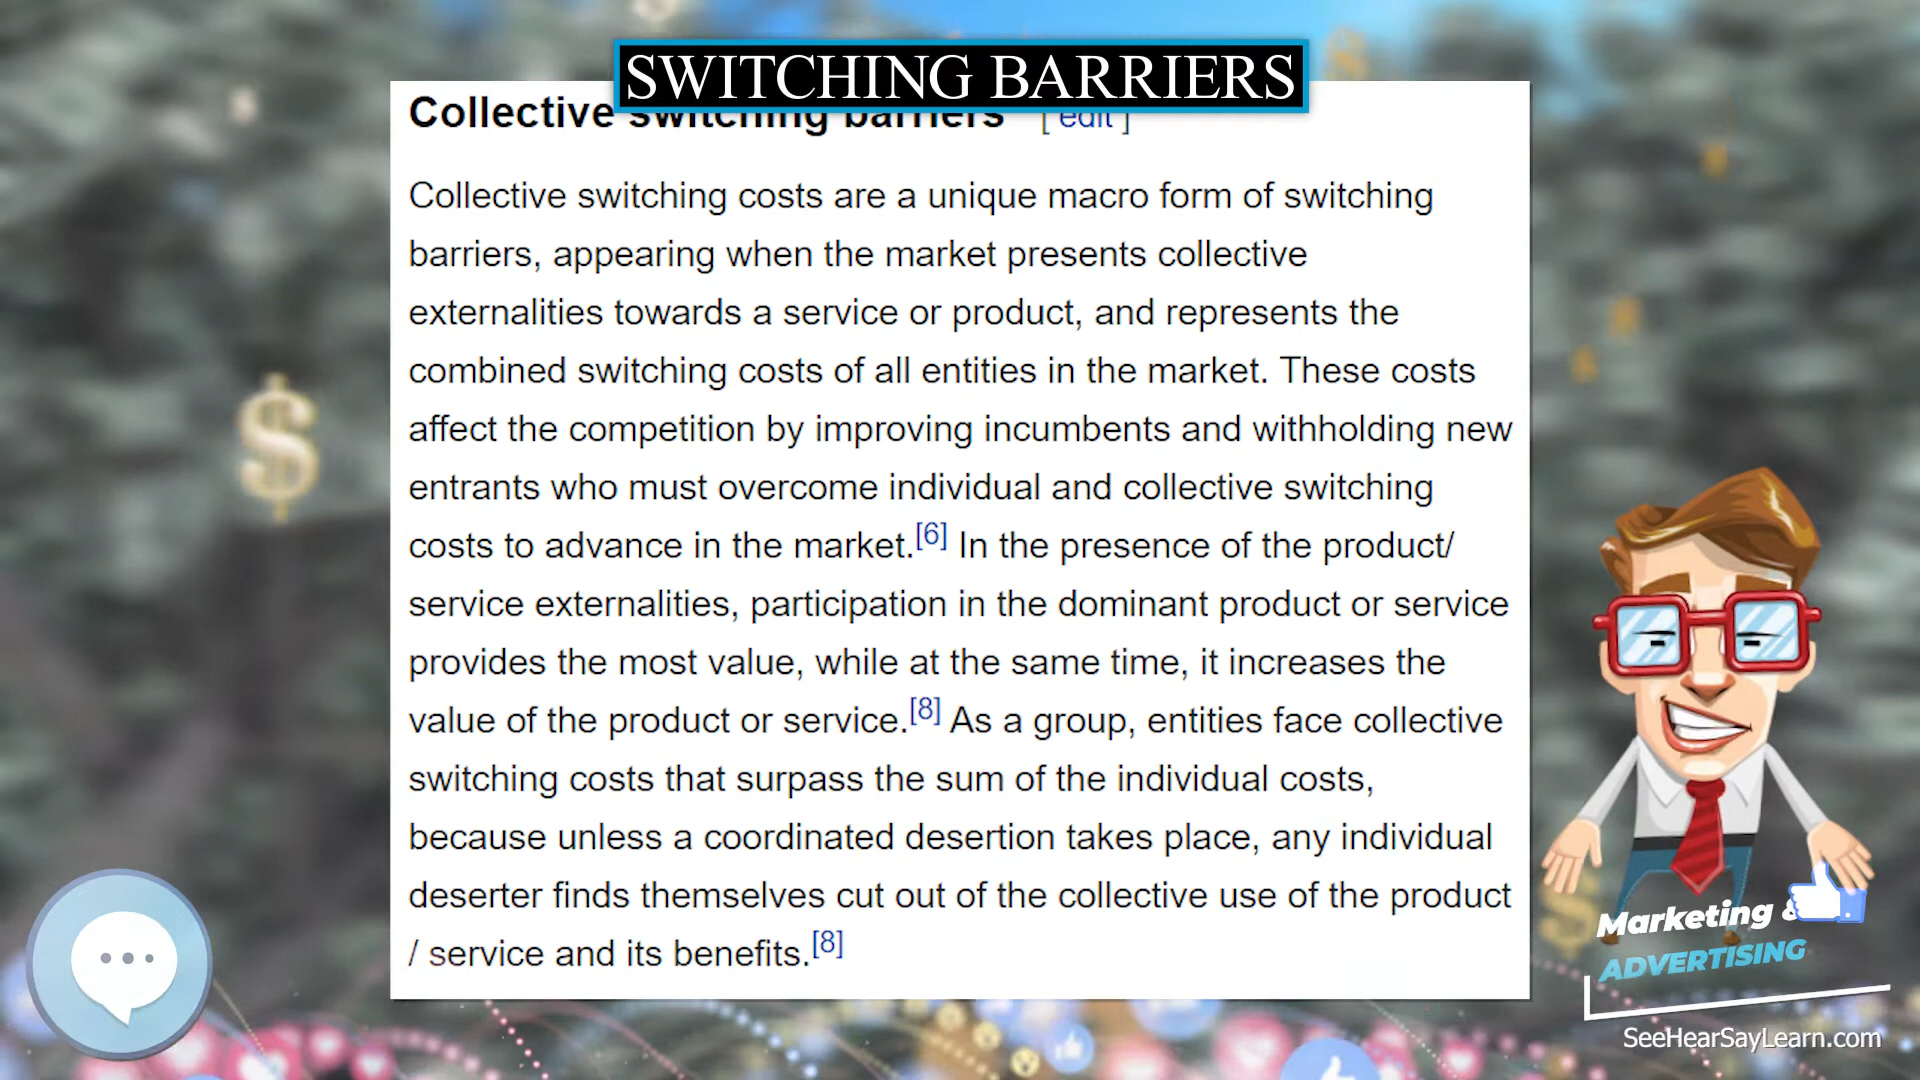 SWITCHING BARRIERS
Collective switching barriers [ edit ]
Collective switching costs are a unique macro form of switching
barriers, appearing when the market presents collective
externalities towards a service or product, and represents the
combined switching costs of all entities in the market. These costs
affect the competition by improving incumbents and withholding new
entrants who must overcome individual and collective switching
costs to advance in the market.[6] In the presence of the product/
service externalities, participation in the dominant product or service
provides the most value, while at the same time, it increases the
value of the product or service.[8] As a group, entities face collective
switching costs that surpass the sum of the individual costs,
because unless a coordinated desertion takes place, any individual
deserter finds themselves cut out of the collective use of the product
/ service and its benefits.[8]
Marketing &
ADVERTISING
SeeHearSayLearn.com